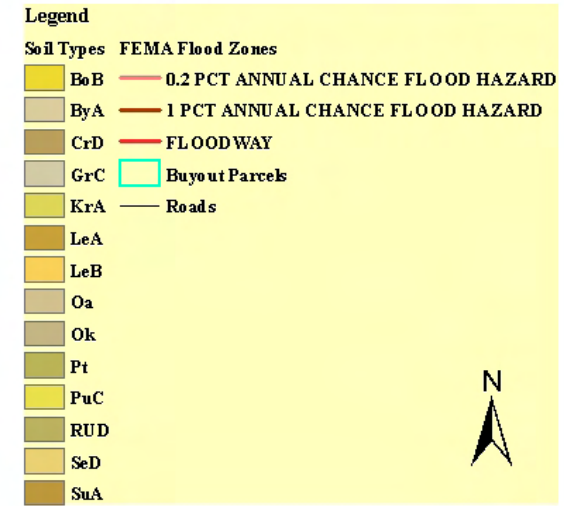 Legend
Soil Types FEMA Flood Zones
BoB 0.2 PCT ANNUAL CHANCE FLOOD HAZARD
ByA 1 PCT ANNUAL CHANCE FLOOD HAZARD
CrD FLOODWAY
GrC Buyout Parcels
KrA Roads
LeA
LeB
Oa
Ok
Pt
PuC
RUD
SeD
SuA
N